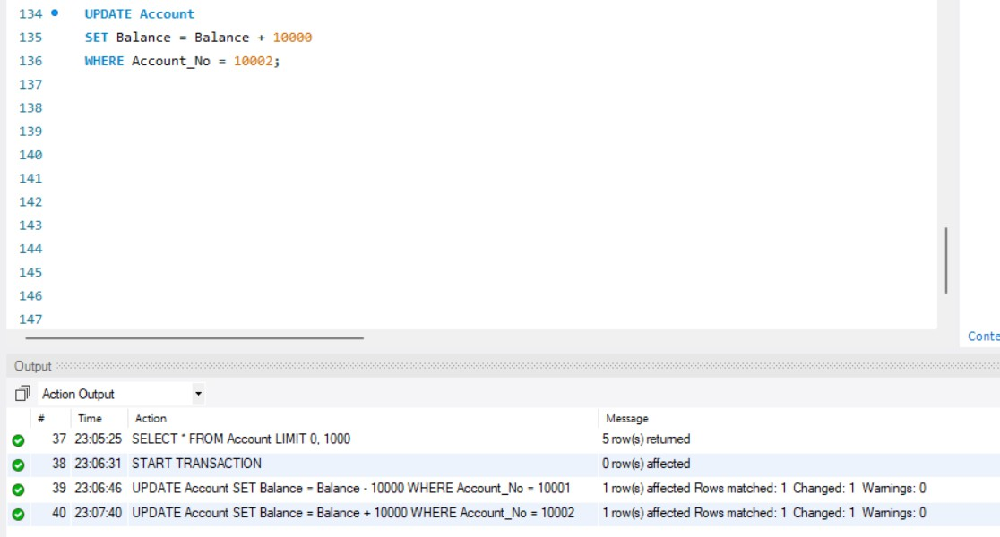 134 UPDATE Account
135 SET Balance = Balance + 10000
136 WHERE Account_No = 10002;
137
138
139
140
141
142
143
144
145
146
147
Conte
Output
Action Output
# Time Action Message
37 23:05:25 SELECT * FROM Account LIMIT 0, 1000 5 row(s) returned
38 23:06:31 START TRANSACTION 0 row(s) affected
39 23:06:46 UPDATE Account SET Balance = Balance - 10000 WHERE Account_No = 10001 1 row(s) affected Rows matched: 1 Changed: 1 Warnings: 0
40 23:07:40 UPDATE Account SET Balance = Balance + 10000 WHERE Account_No = 10002 1 row(s) affected Rows matched: 1 Changed: 1 Warnings: 0